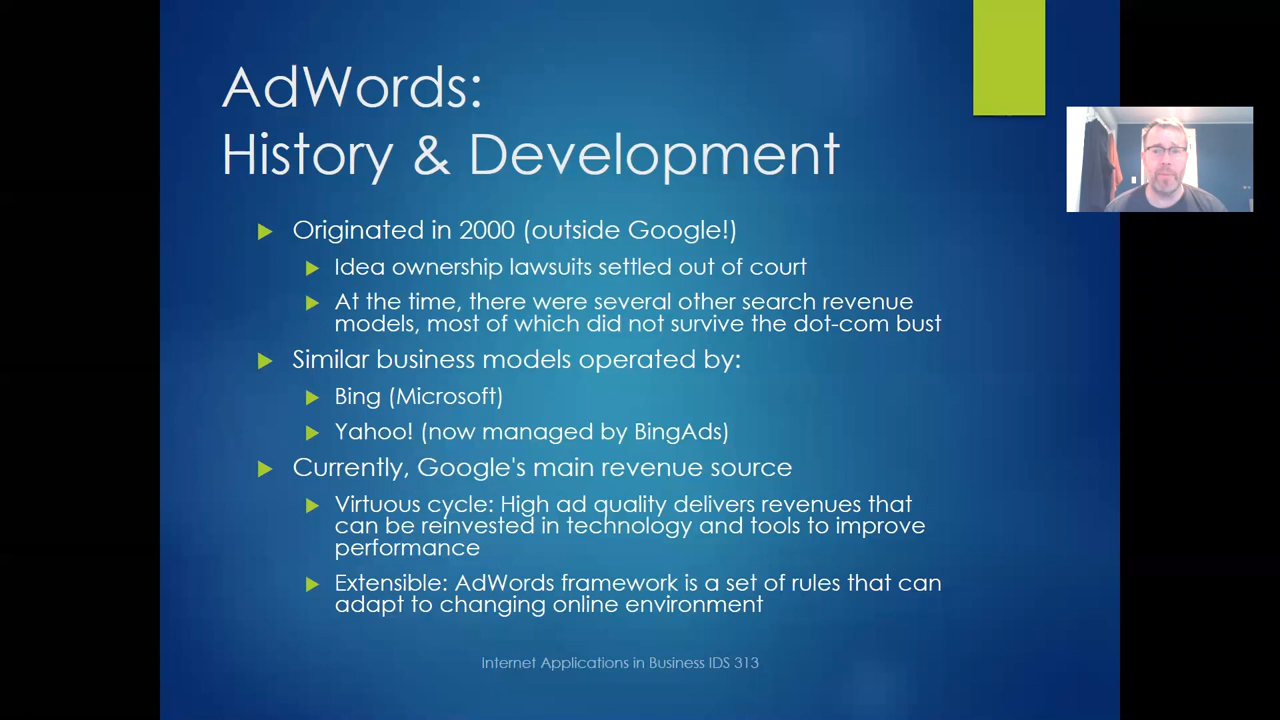 AdWords:
History & Development
Originated in 2000 (outside Google!)
Idea ownership lawsuits settled out of court
At the time, there were several other search revenue
models, most of which did not survive the dot-com bust
Similar business models operated by:
Bing (Microsoft)
Yahoo! (now managed by BingAds)
Currently, Google's main revenue source
Virtuous cycle: High ad quality delivers revenues that
can be reinvested in technology and tools to improve
performance
Extensible: AdWords framework is a set of rules that can
adapt to changing online environment
Internet Applications in Business IDS 313